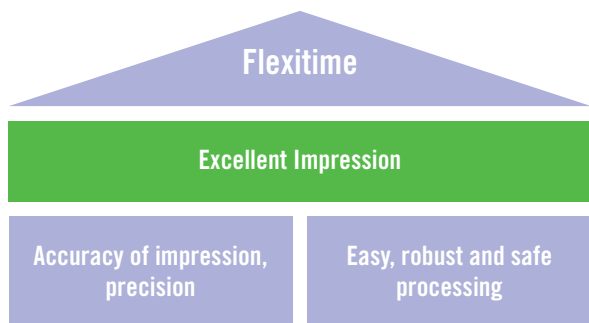 Flexitime
Excellent Impression
Accuracy of impression,
precision
Easy, robust and safe
processing